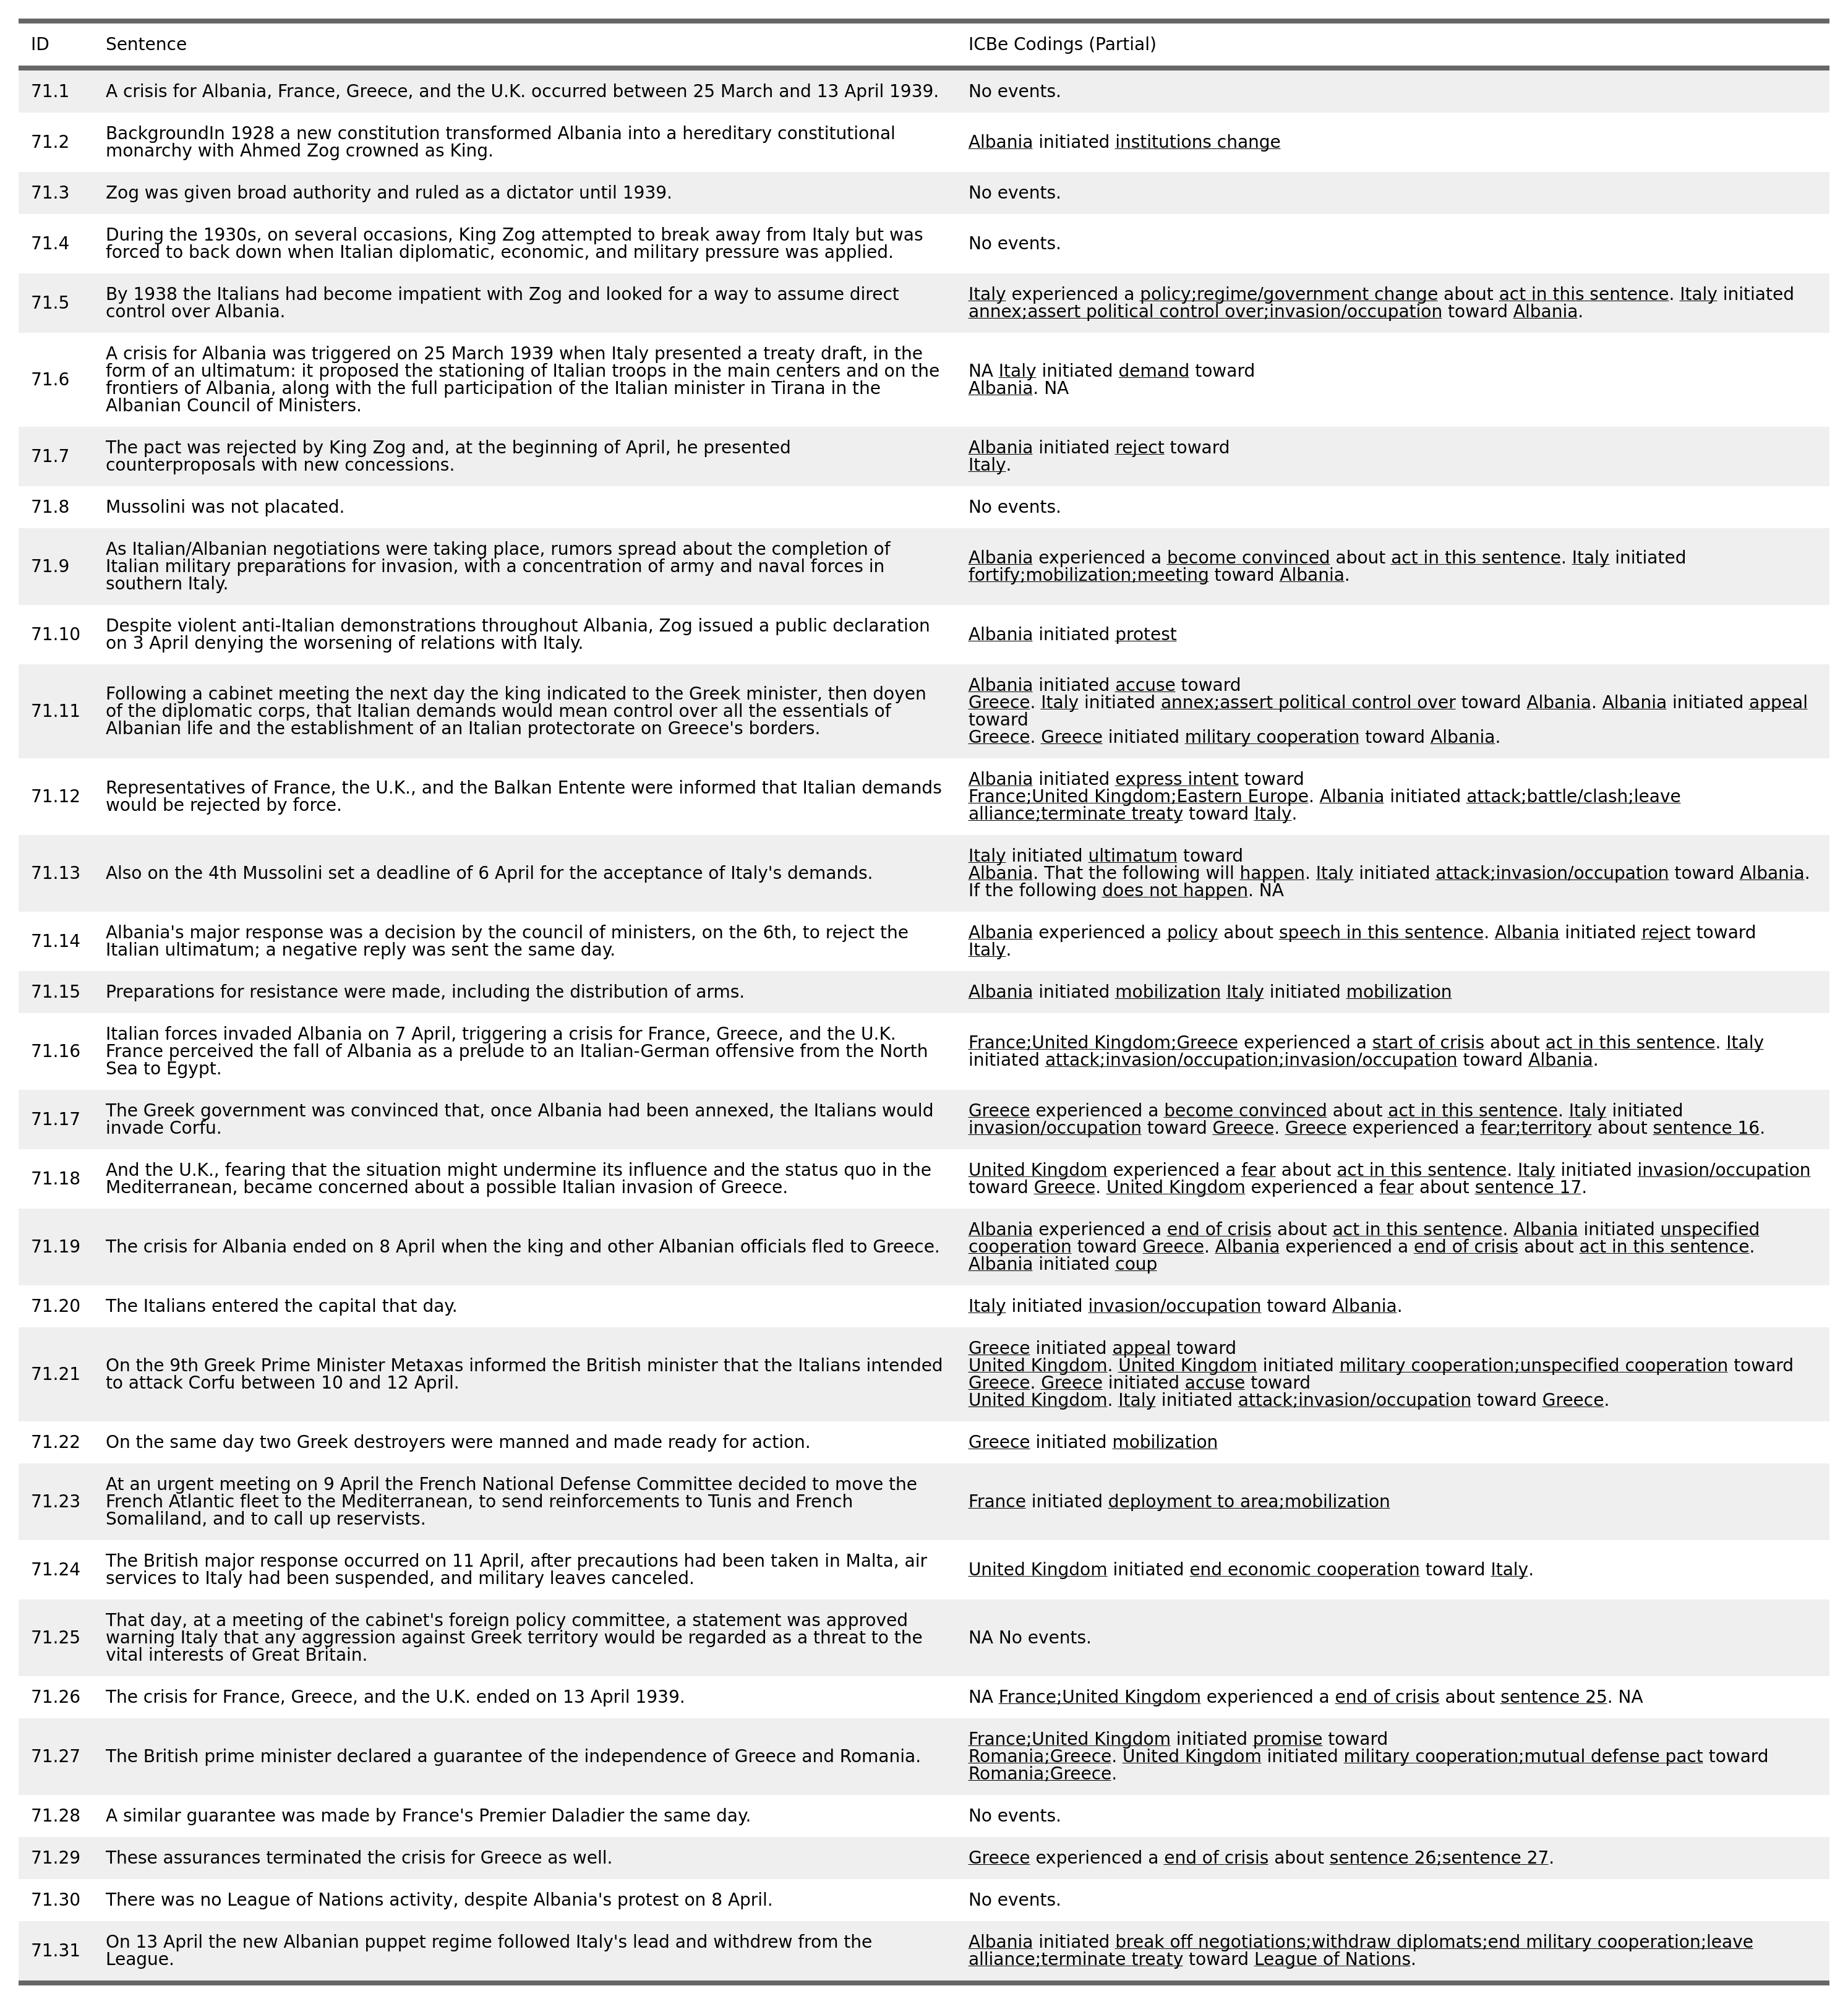 ID Sentence ICBe Codings (Partial)
71.1 A crisis for Albania, France, Greece, and the U.K. occurred between 25 March and 13 April 1939. No events.
71.2 BackgroundIn 1928 a new constitution transformed Albania into a hereditary constitutional
monarchy with Ahmed Zog crowned as King.
Albania initiated institutions change
71.3 Zog was given broad authority and ruled as a dictator until 1939. No events.
71.4 During the 1930s, on several occasions, King Zog attempted to break away from Italy but was
forced to back down when Italian diplomatic, economic, and military pressure was applied.
No events.
71.5 By 1938 the Italians had become impatient with Zog and looked for a way to assume direct
control over Albania.
Italy experienced a policy;regime/government change about act in this sentence. Italy initiated
annex;assert political control over;invasion/occupation toward Albania.
71.6 A crisis for Albania was triggered on 25 March 1939 when Italy presented a treaty draft, in the
form of an ultimatum: it proposed the stationing of Italian troops in the main centers and on the
frontiers of Albania, along with the full participation of the Italian minister in Tirana in the
Albanian Council of Ministers.
NA Italy initiated demand toward
Albania. NA
71.7 The pact was rejected by King Zog and, at the beginning of April, he presented
counterproposals with new concessions.
Albania initiated reject toward
Italy.
71.8 Mussolini was not placated. No events.
71.9 As Italian/Albanian negotiations were taking place, rumors spread about the completion of
Italian military preparations for invasion, with a concentration of army and naval forces in
southern Italy.
Albania experienced a become convinced about act in this sentence. Italy initiated
fortify;mobilization;meeting toward Albania.
71.10 Despite violent anti-Italian demonstrations throughout Albania, Zog issued a public declaration
on 3 April denying the worsening of relations with Italy.
Albania initiated protest
71.11 Following a cabinet meeting the next day the king indicated to the Greek minister, then doyen
of the diplomatic corps, that Italian demands would mean control over all the essentials of
Albanian life and the establishment of an Italian protectorate on Greece's borders.
Albania initiated accuse toward
Greece. Italy initiated annex;assert political control over toward Albania. Albania initiated appeal
toward
Greece. Greece initiated military cooperation toward Albania.
71.12 Representatives of France, the U.K., and the Balkan Entente were informed that Italian demands
would be rejected by force.
Albania initiated express intent toward
France;United Kingdom;Eastern Europe. Albania initiated attack;battle/clash;leave
alliance;terminate treaty toward Italy.
71.13 Also on the 4th Mussolini set a deadline of 6 April for the acceptance of Italy's demands.
Italy initiated ultimatum toward
Albania. That the following will happen. Italy initiated attack;invasion/occupation toward Albania.
If the following does not happen. NA
71.14 Albania's major response was a decision by the council of ministers, on the 6th, to reject the
Italian ultimatum; a negative reply was sent the same day.
Albania experienced a policy about speech in this sentence. Albania initiated reject toward
Italy.
71.15 Preparations for resistance were made, including the distribution of arms. Albania initiated mobilization Italy initiated mobilization
71.16 Italian forces invaded Albania on 7 April, triggering a crisis for France, Greece, and the U.K.
France perceived the fall of Albania as a prelude to an Italian-German offensive from the North
Sea to Egypt.
France;United Kingdom;Greece experienced a start of crisis about act in this sentence. Italy
initiated attack;invasion/occupation;invasion/occupation toward Albania.
71.17 The Greek government was convinced that, once Albania had been annexed, the Italians would
invade Corfu.
Greece experienced a become convinced about act in this sentence. Italy initiated
invasion/occupation toward Greece. Greece experienced a fear;territory about sentence 16.
71.18 And the U.K., fearing that the situation might undermine its influence and the status quo in the
Mediterranean, became concerned about a possible Italian invasion of Greece.
United Kingdom experienced a fear about act in this sentence. Italy initiated invasion/occupation
toward Greece. United Kingdom experienced a fear about sentence 17.
71.19 The crisis for Albania ended on 8 April when the king and other Albanian officials fled to Greece.
Albania experienced a end of crisis about act in this sentence. Albania initiated unspecified
cooperation toward Greece. Albania experienced a end of crisis about act in this sentence.
Albania initiated coup
71.20 The Italians entered the capital that day. Italy initiated invasion/occupation toward Albania.
71.21 On the 9th Greek Prime Minister Metaxas informed the British minister that the Italians intended
to attack Corfu between 10 and 12 April.
Greece initiated appeal toward
United Kingdom. United Kingdom initiated military cooperation;unspecified cooperation toward
Greece. Greece initiated accuse toward
United Kingdom. Italy initiated attack;invasion/occupation toward Greece.
71.22 On the same day two Greek destroyers were manned and made ready for action. Greece initiated mobilization
71.23 At an urgent meeting on 9 April the French National Defense Committee decided to move the
French Atlantic fleet to the Mediterranean, to send reinforcements to Tunis and French
Somaliland, and to call up reservists.
France initiated deployment to area;mobilization
71.24 The British major response occurred on 11 April, after precautions had been taken in Malta, air
services to Italy had been suspended, and military leaves canceled.
United Kingdom initiated end economic cooperation toward Italy.
71.25 That day, at a meeting of the cabinet's foreign policy committee, a statement was approved
warning Italy that any aggression against Greek territory would be regarded as a threat to the
vital interests of Great Britain.
NA No events.
71.26 The crisis for France, Greece, and the U.K. ended on 13 April 1939. NA France;United Kingdom experienced a end of crisis about sentence 25. NA
71.27 The British prime minister declared a guarantee of the independence of Greece and Romania.
France;United Kingdom initiated promise toward
Romania;Greece. United Kingdom initiated military cooperation;mutual defense pact toward
Romania;Greece.
71.28 A similar guarantee was made by France's Premier Daladier the same day. No events.
71.29 These assurances terminated the crisis for Greece as well. Greece experienced a end of crisis about sentence 26;sentence 27.
71.30 There was no League of Nations activity, despite Albania's protest on 8 April. No events.
71.31 On 13 April the new Albanian puppet regime followed Italy's lead and withdrew from the
League.
Albania initiated break off negotiations;withdraw diplomats;end military cooperation;leave
alliance;terminate treaty toward League of Nations.